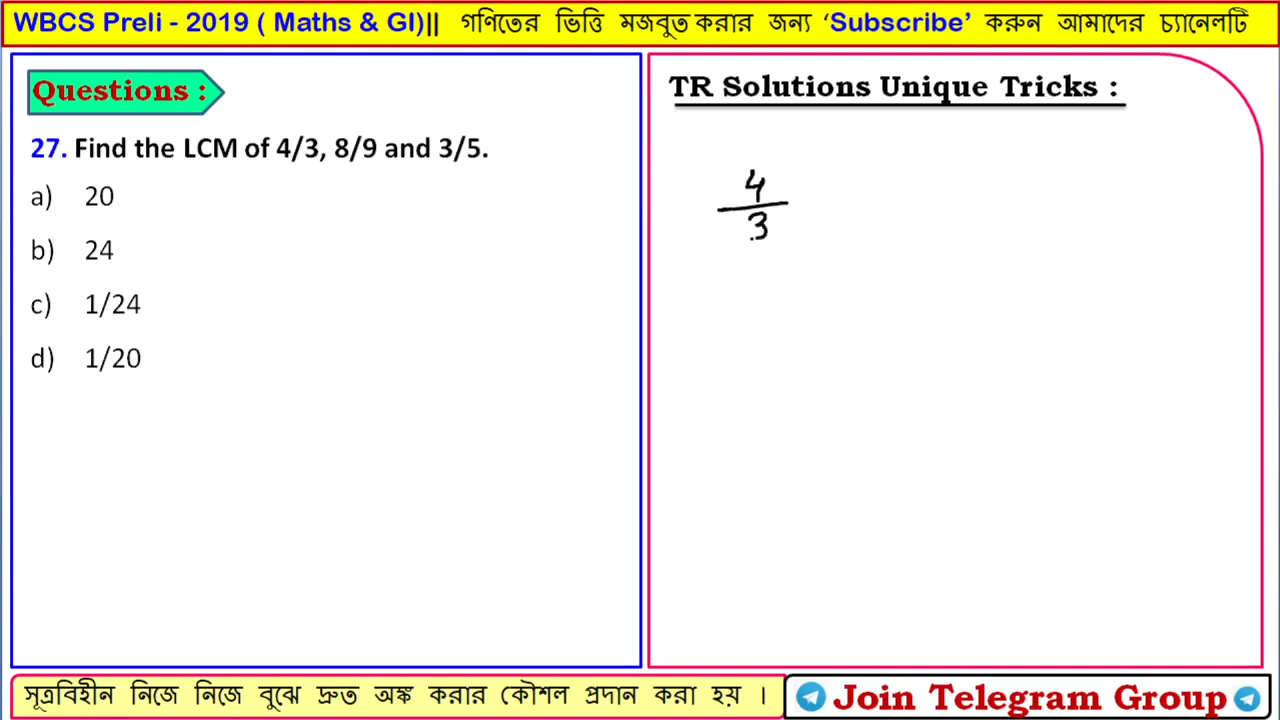 WBCS Preli - 2019 ( Maths & GI)|| গণিতের ভিত্তি মজবুত করার জন্য ‘Subscribe’ করুন আমাদের চ্যানেলটি
Questions :
27. Find the LCM of 4/3, 8/9 and 3/5.
a) 20
b) 24
c) 1/24
d) 1/20
TR Solutions Unique Tricks :
4
3
সূত্রবিহীন নিজে নিজে বুঝে দ্রুত অঙ্ক করার কৌশল প্রদান করা হয় ।
Join Telegram Group